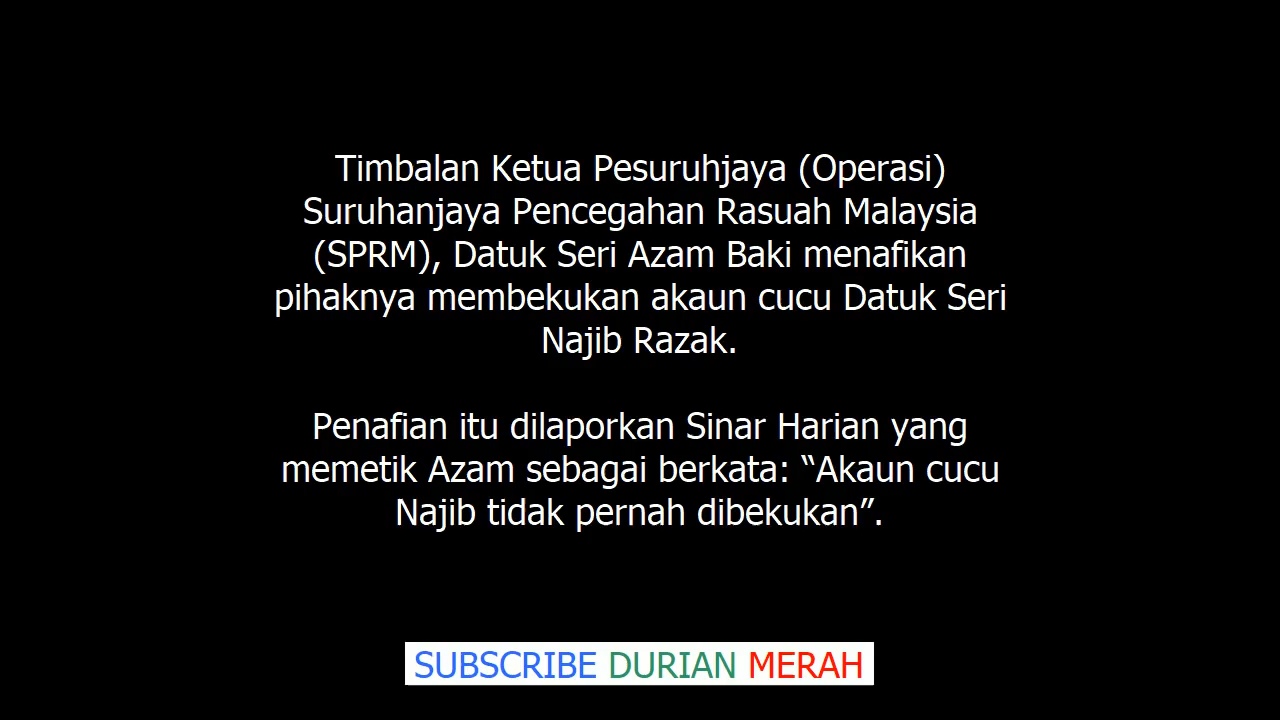 Timbalan Ketua Pesuruhjaya (Operasi)
Suruhanjaya Pencegahan Rasuah Malaysia
(SPRM), Datuk Seri Azam Baki menafikan
pihaknya membekukan akaun cucu Datuk Seri
Najib Razak.
Penafian itu dilaporkan Sinar Harian yang
memetik Azam sebagai berkata: “Akaun cucu
Najib tidak pernah dibekukan”.
SUBSCRIBE DURIAN MERAH